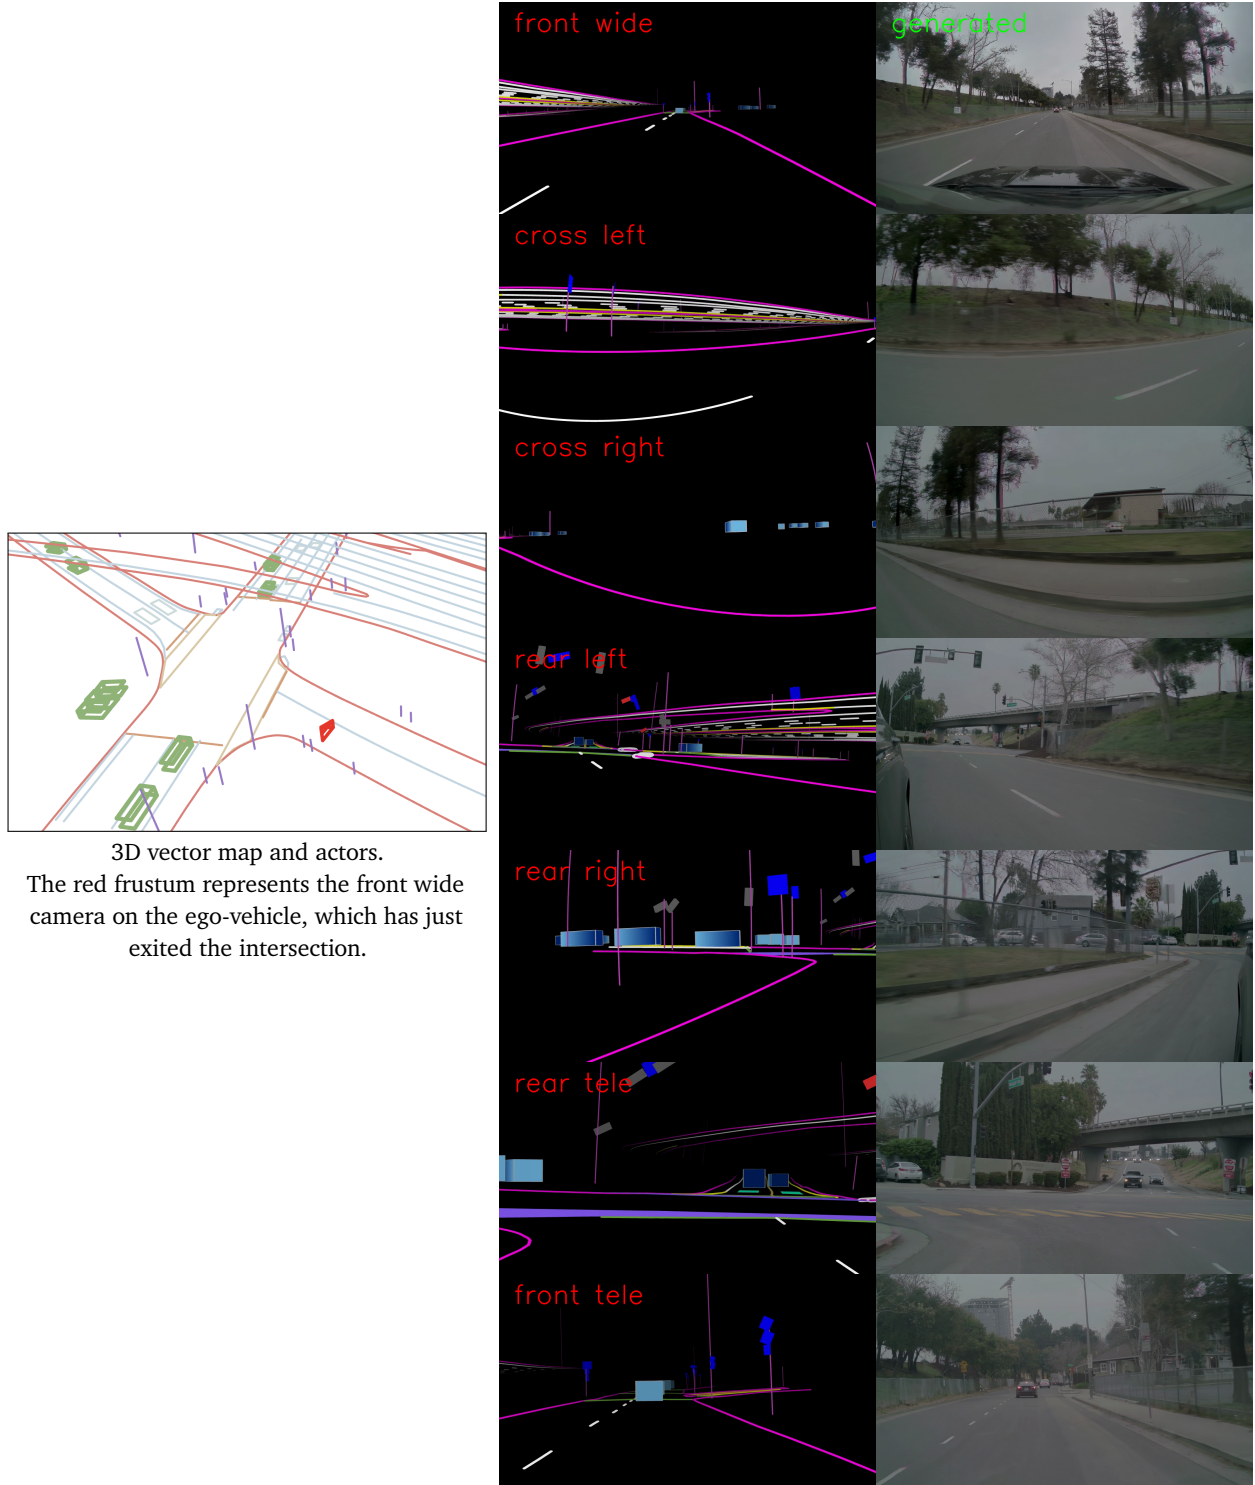 front wide
generated
cross left
cross right
rear left
rear right
rear tele
front tele
3D vector map and actors.
The red frustum represents the front wide
camera on the ego-vehicle, which has just
exited the intersection.